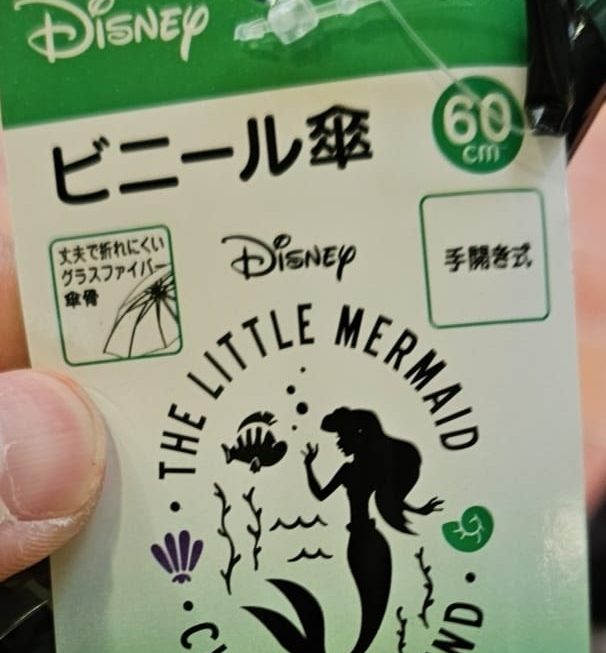 Disney
ビニール傘
60
cm
丈夫で折れにくい
グラスファイバー
傘骨
Disney
手開き式
THE LITTLE MERMAID